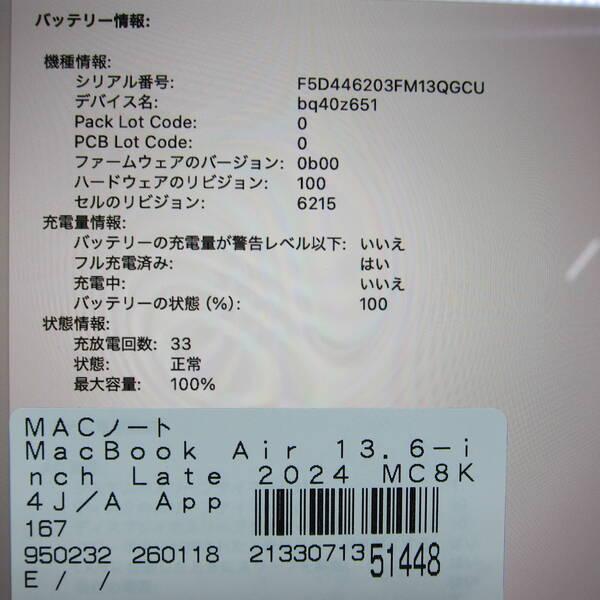 バッテリー情報:
機種情報:
シリアル番号: F5D446203FM13QGCU
デバイス名: bq40z651
Pack Lot Code: 0
PCB Lot Code: 0
ファームウェアのバージョン: 0b00
ハードウェアのリビジョン: 100
セルのリビジョン: 6215
充電量情報:
バッテリーの充電量が警告レベル以下: いいえ
フル充電済み: はい
充電中: いいえ
バッテリーの状態（%）: 100
状態情報:
充放電回数: 33
状態: 正常
最大容量: 100%
MACノート
MacBook Air 13.6-i
nch Late 2024 MC8K
4J/A App
167
950232 260118 21330713 51448
E / /